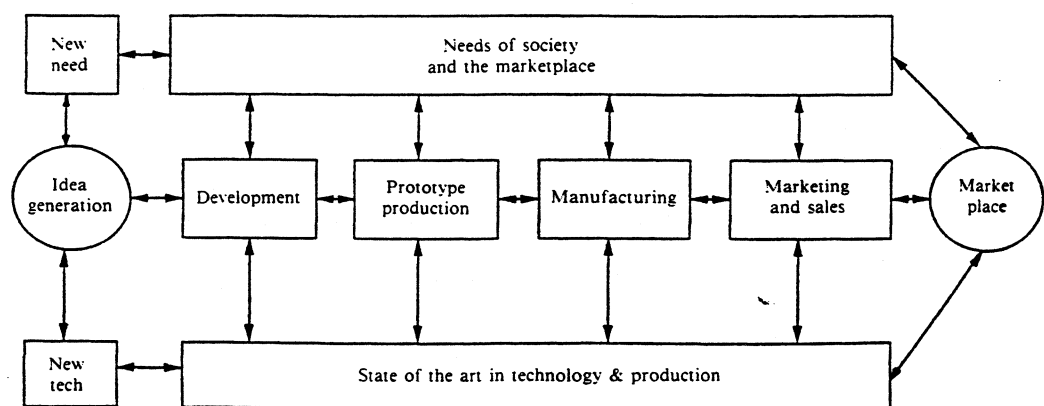 New
need
Needs of society
and the marketplace
Idea
generation
Development
Prototype
production
Manufacturing
Marketing
and sales
Market
place
New
tech
State of the art in technology & production